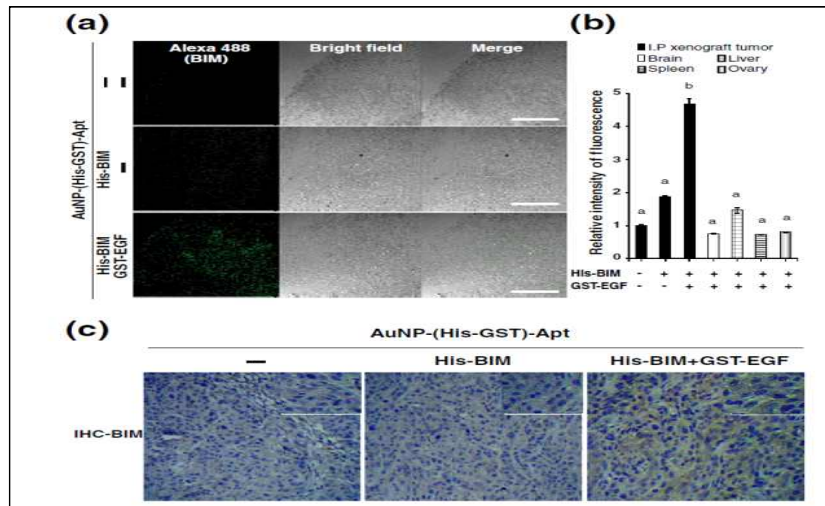 (a)
Alexa 488 (BIM)
Bright field
Merge
AuNP-(His-GST)-Apt
– –
His-BIM –
His-BIM GST-EGF
(b)
I.P xenograft tumor
Brain
Liver
Spleen
Ovary
Relative intensity of fluorescence
5
4
3
2
1
0
a a b a a a a
His-BIM - + + + + + +
GST-EGF - - + + + + +
(c)
AuNP-(His-GST)-Apt
– His-BIM His-BIM+GST-EGF
IHC-BIM